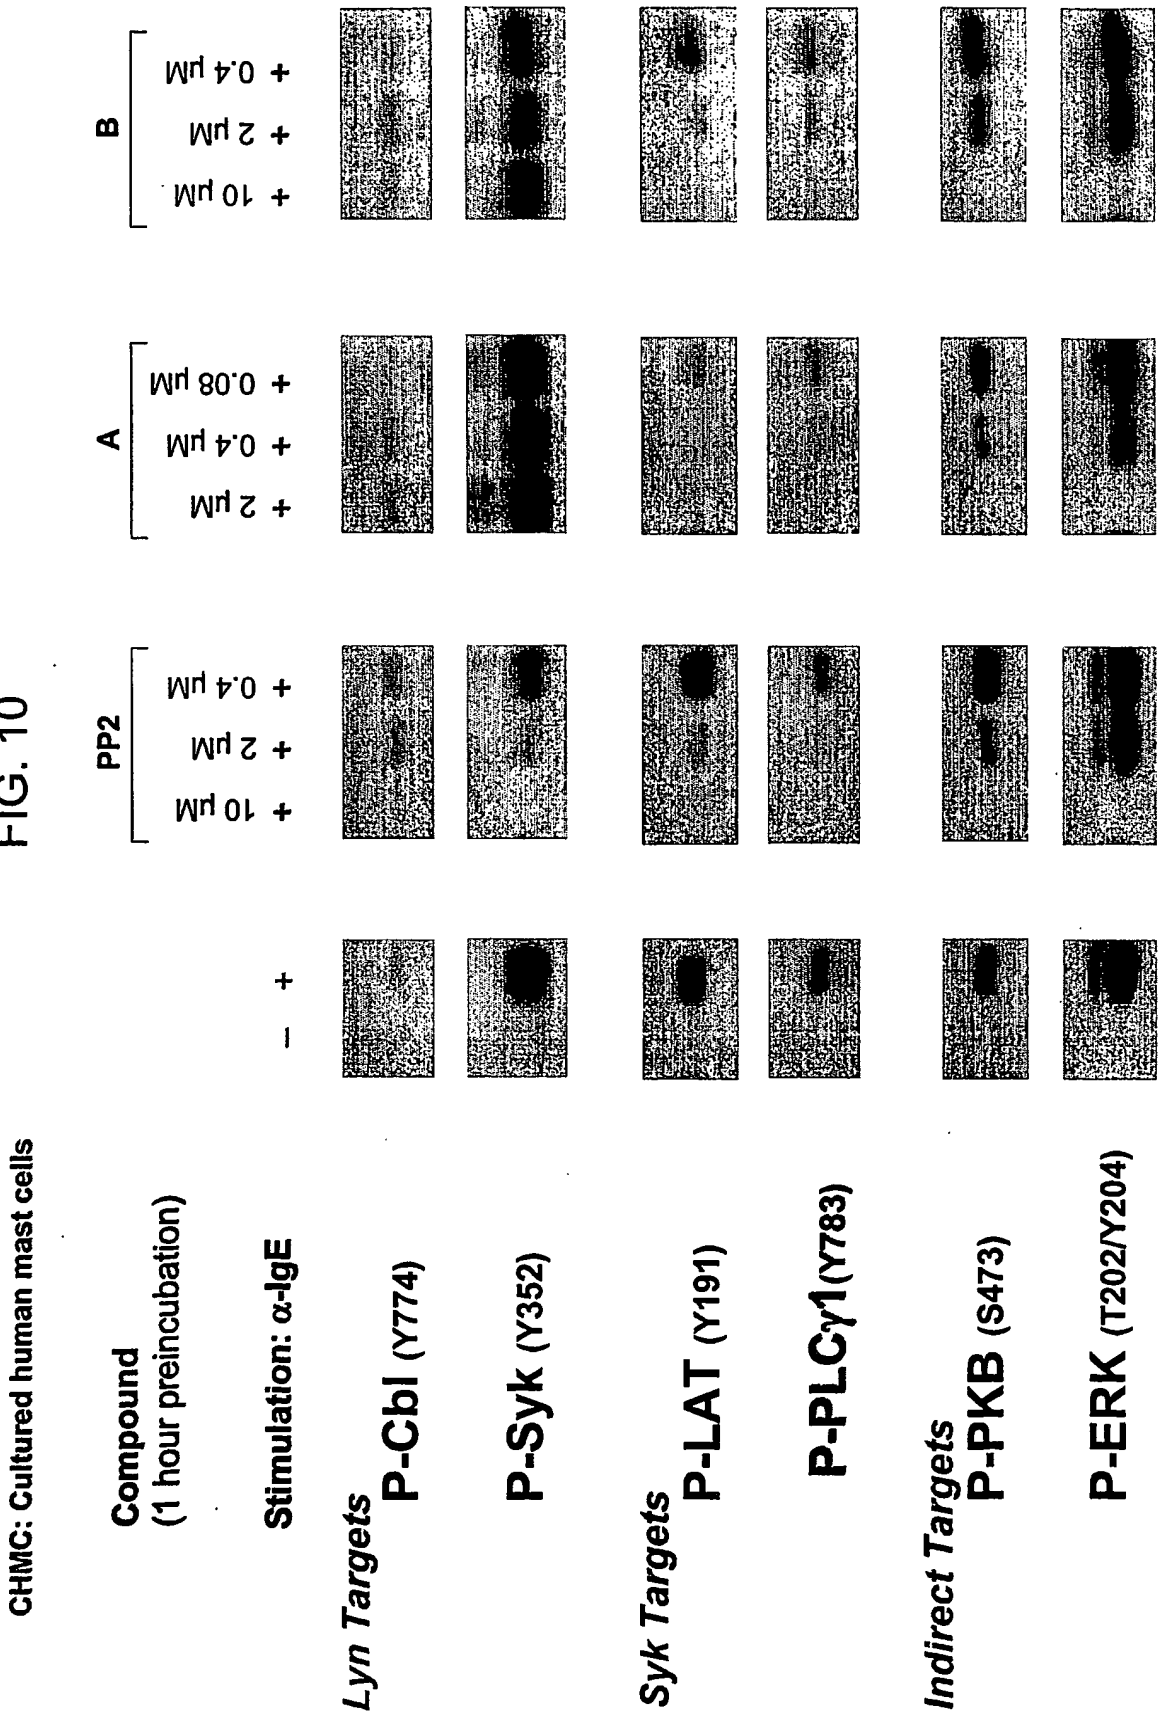 FIG. 10
CHMC: Cultured human mast cells
Compound
(1 hour preincubation)
PP2
A
B
10 µM
2 µM
0.4 µM
2 µM
0.4 µM
0.08 µM
10 µM
2 µM
0.4 µM
Stimulation: α-IgE
– + + + + + + + + + +
Lyn Targets
P-Cbl (Y774)
P-Syk (Y352)
Syk Targets
P-LAT (Y191)
P-PLCγ1(Y783)
Indirect Targets
P-PKB (S473)
P-ERK (T202/Y204)